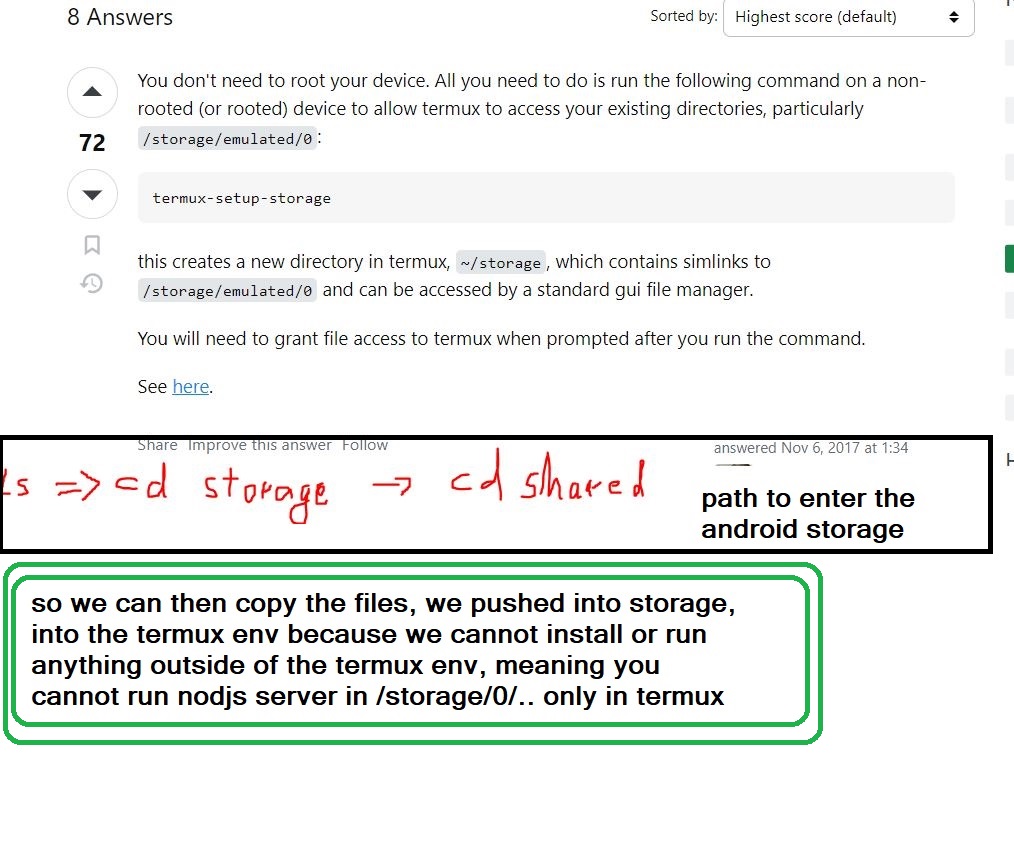 8 Answers
Sorted by: Highest score (default)
You don't need to root your device. All you need to do is run the following command on a non-
rooted (or rooted) device to allow termux to access your existing directories, particularly
72 /storage/emulated/0:
termux-setup-storage
this creates a new directory in termux, ~/storage, which contains simlinks to
/storage/emulated/0 and can be accessed by a standard gui file manager.
You will need to grant file access to termux when prompted after you run the command.
See here.
Share Improve this answer Follow
answered Nov 6, 2017 at 1:34
ls => cd storage → cd shared
path to enter the
android storage
so we can then copy the files, we pushed into storage,
into the termux env because we cannot install or run
anything outside of the termux env, meaning you
cannot run nodjs server in /storage/0/.. only in termux